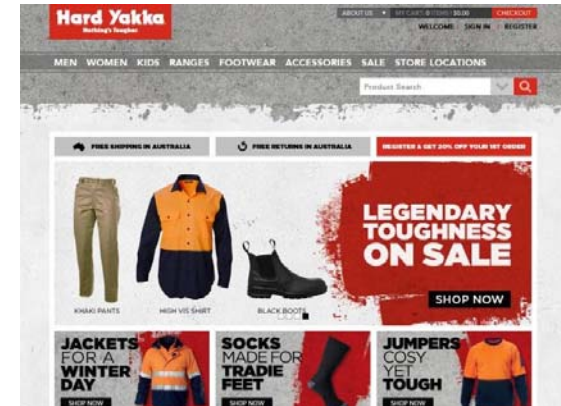 Hard Yakka
Nothing's Tougher
ABOUT US
MY CART: 0 ITEMS / $0.00
CHECKOUT
WELCOME
SIGN IN
REGISTER
MEN WOMEN KIDS RANGES FOOTWEAR ACCESSORIES SALE STORE LOCATIONS
Product Search
FREE SHIPPING IN AUSTRALIA
FREE RETURNS IN AUSTRALIA
REGISTER & GET 20% OFF YOUR 1ST ORDER
LEGENDARY
TOUGHNESS
ON SALE
SHOP NOW
KHAKI PANTS
HIGH VIS SHIRT
BLACK BOOTS
JACKETS
FOR A
WINTER
DAY
SHOP NOW
SOCKS
MADE FOR
TRADIE
FEET
SHOP NOW
JUMPERS
COSY
YET
TOUGH
SHOP NOW